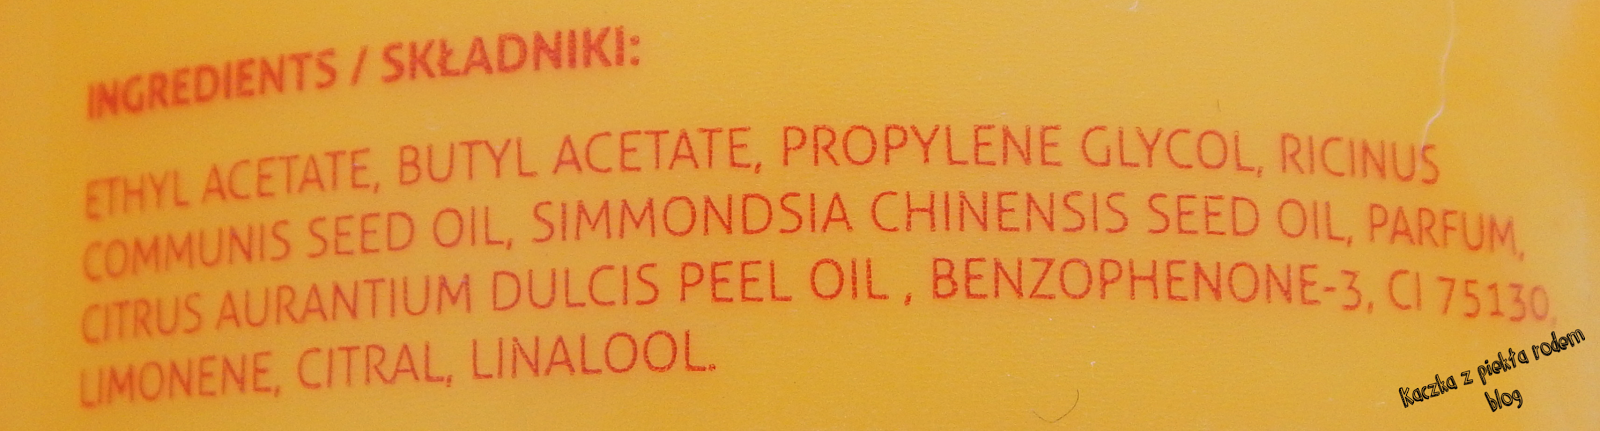 INGREDIENTS / SKŁADNIKI:
ETHYL ACETATE, BUTYL ACETATE, PROPYLENE GLYCOL, RICINUS
COMMUNIS SEED OIL, SIMMONDSIA CHINENSIS SEED OIL, PARFUM,
CITRUS AURANTIUM DULCIS PEEL OIL , BENZOPHENONE-3, CI 75130,
LIMONENE, CITRAL, LINALOOL.
Kaczka z piekła rodem
blog